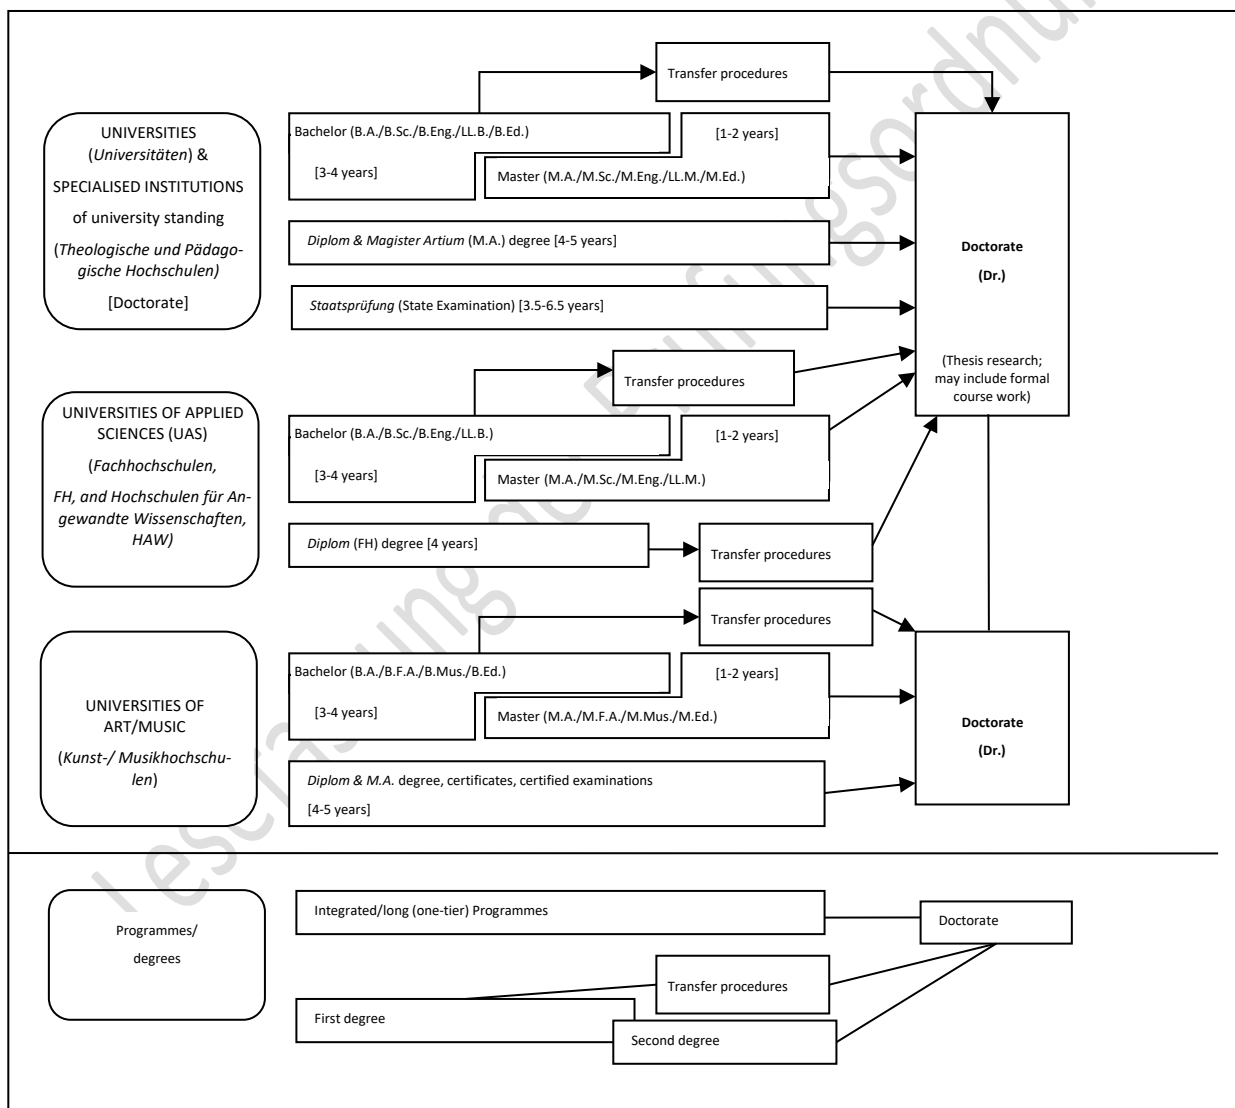 Transfer procedures
UNIVERSITIES
(Universitäten) &
SPECIALISED INSTITUTIONS
of university standing
(Theologische und Pädago-
gische Hochschulen)
[Doctorate]
Bachelor (B.A./B.Sc./B.Eng./LL.B./B.Ed.)
[3-4 years]
[1-2 years]
Master (M.A./M.Sc./M.Eng./LL.M./M.Ed.)
Diplom & Magister Artium (M.A.) degree [4-5 years]
Staatsprüfung (State Examination) [3.5-6.5 years]
Doctorate
(Dr.)
(Thesis research;
may include formal
course work)
UNIVERSITIES OF APPLIED
SCIENCES (UAS)
(Fachhochschulen,
FH, and Hochschulen für An-
gewandte Wissenschaften,
HAW)
Transfer procedures
Bachelor (B.A./B.Sc./B.Eng./LL.B.)
[3-4 years]
[1-2 years]
Master (M.A./M.Sc./M.Eng./LL.M.)
Diplom (FH) degree [4 years]
Transfer procedures
UNIVERSITIES OF
ART/MUSIC
(Kunst-/ Musikhochschu-
len)
Transfer procedures
Bachelor (B.A./B.F.A./B.Mus./B.Ed.)
[3-4 years]
[1-2 years]
Master (M.A./M.F.A./M.Mus./M.Ed.)
Diplom & M.A. degree, certificates, certified examinations
[4-5 years]
Doctorate
(Dr.)
Programmes/
degrees
Integrated/long (one-tier) Programmes
Doctorate
Transfer procedures
First degree
Second degree